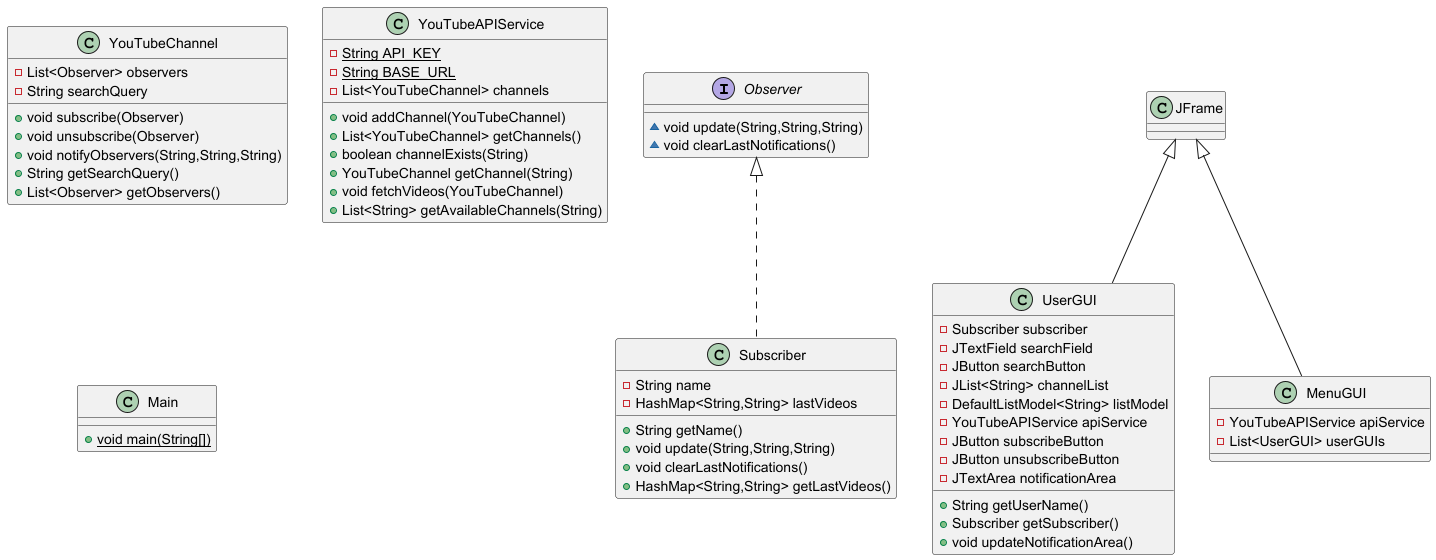 C YouTubeChannel
List<Observer> observers
String searchQuery
void subscribe(Observer)
void unsubscribe(Observer)
void notifyObservers(String,String,String)
String getSearchQuery()
List<Observer> getObservers()
C YouTubeAPIService
String API_KEY
String BASE_URL
List<YouTubeChannel> channels
void addChannel(YouTubeChannel)
List<YouTubeChannel> getChannels()
boolean channelExists(String)
YouTubeChannel getChannel(String)
void fetchVideos(YouTubeChannel)
List<String> getAvailableChannels(String)
I Observer
void update(String,String,String)
void clearLastNotifications()
C JFrame
C Main
void main(String[])
C Subscriber
String name
HashMap<String,String> lastVideos
String getName()
void update(String,String,String)
void clearLastNotifications()
HashMap<String,String> getLastVideos()
C UserGUI
Subscriber subscriber
JTextField searchField
JButton searchButton
JList<String> channelList
DefaultListModel<String> listModel
YouTubeAPIService apiService
JButton subscribeButton
JButton unsubscribeButton
JTextArea notificationArea
String getUserName()
Subscriber getSubscriber()
void updateNotificationArea()
C MenuGUI
YouTubeAPIService apiService
List<UserGUI> userGUIs